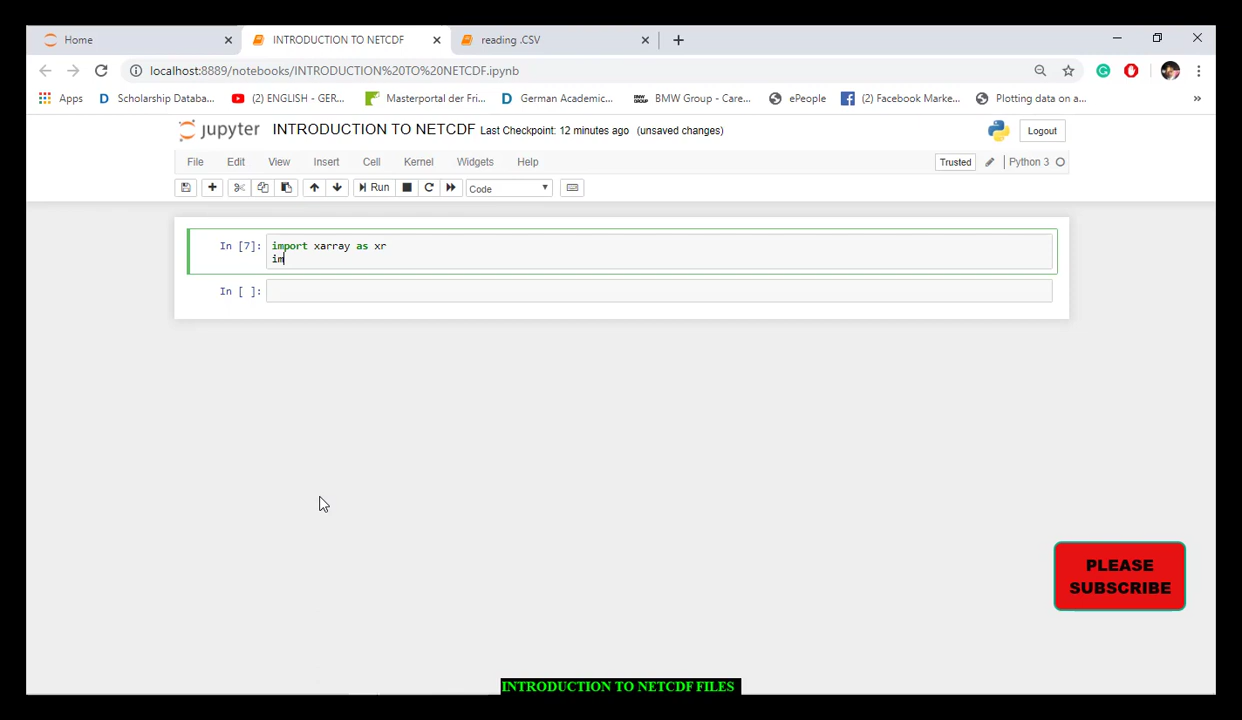 Home
INTRODUCTION TO NETCDF
reading .CSV
localhost:8889/notebooks/INTRODUCTION%20TO%20NETCDF.ipynb
Apps
Scholarship Databa...
(2) ENGLISH - GER...
Masterportal der Fri...
German Academic...
BMW Group - Care...
ePeople
(2) Facebook Marke...
Plotting data on a...
»
jupyter INTRODUCTION TO NETCDF Last Checkpoint: 12 minutes ago (unsaved changes)
Logout
File Edit View Insert Cell Kernel Widgets Help
Trusted
Python 3
Run
Code
In [7]: import xarray as xr
im
In [ ]:
PLEASE
SUBSCRIBE
INTRODUCTION TO NETCDF FILES